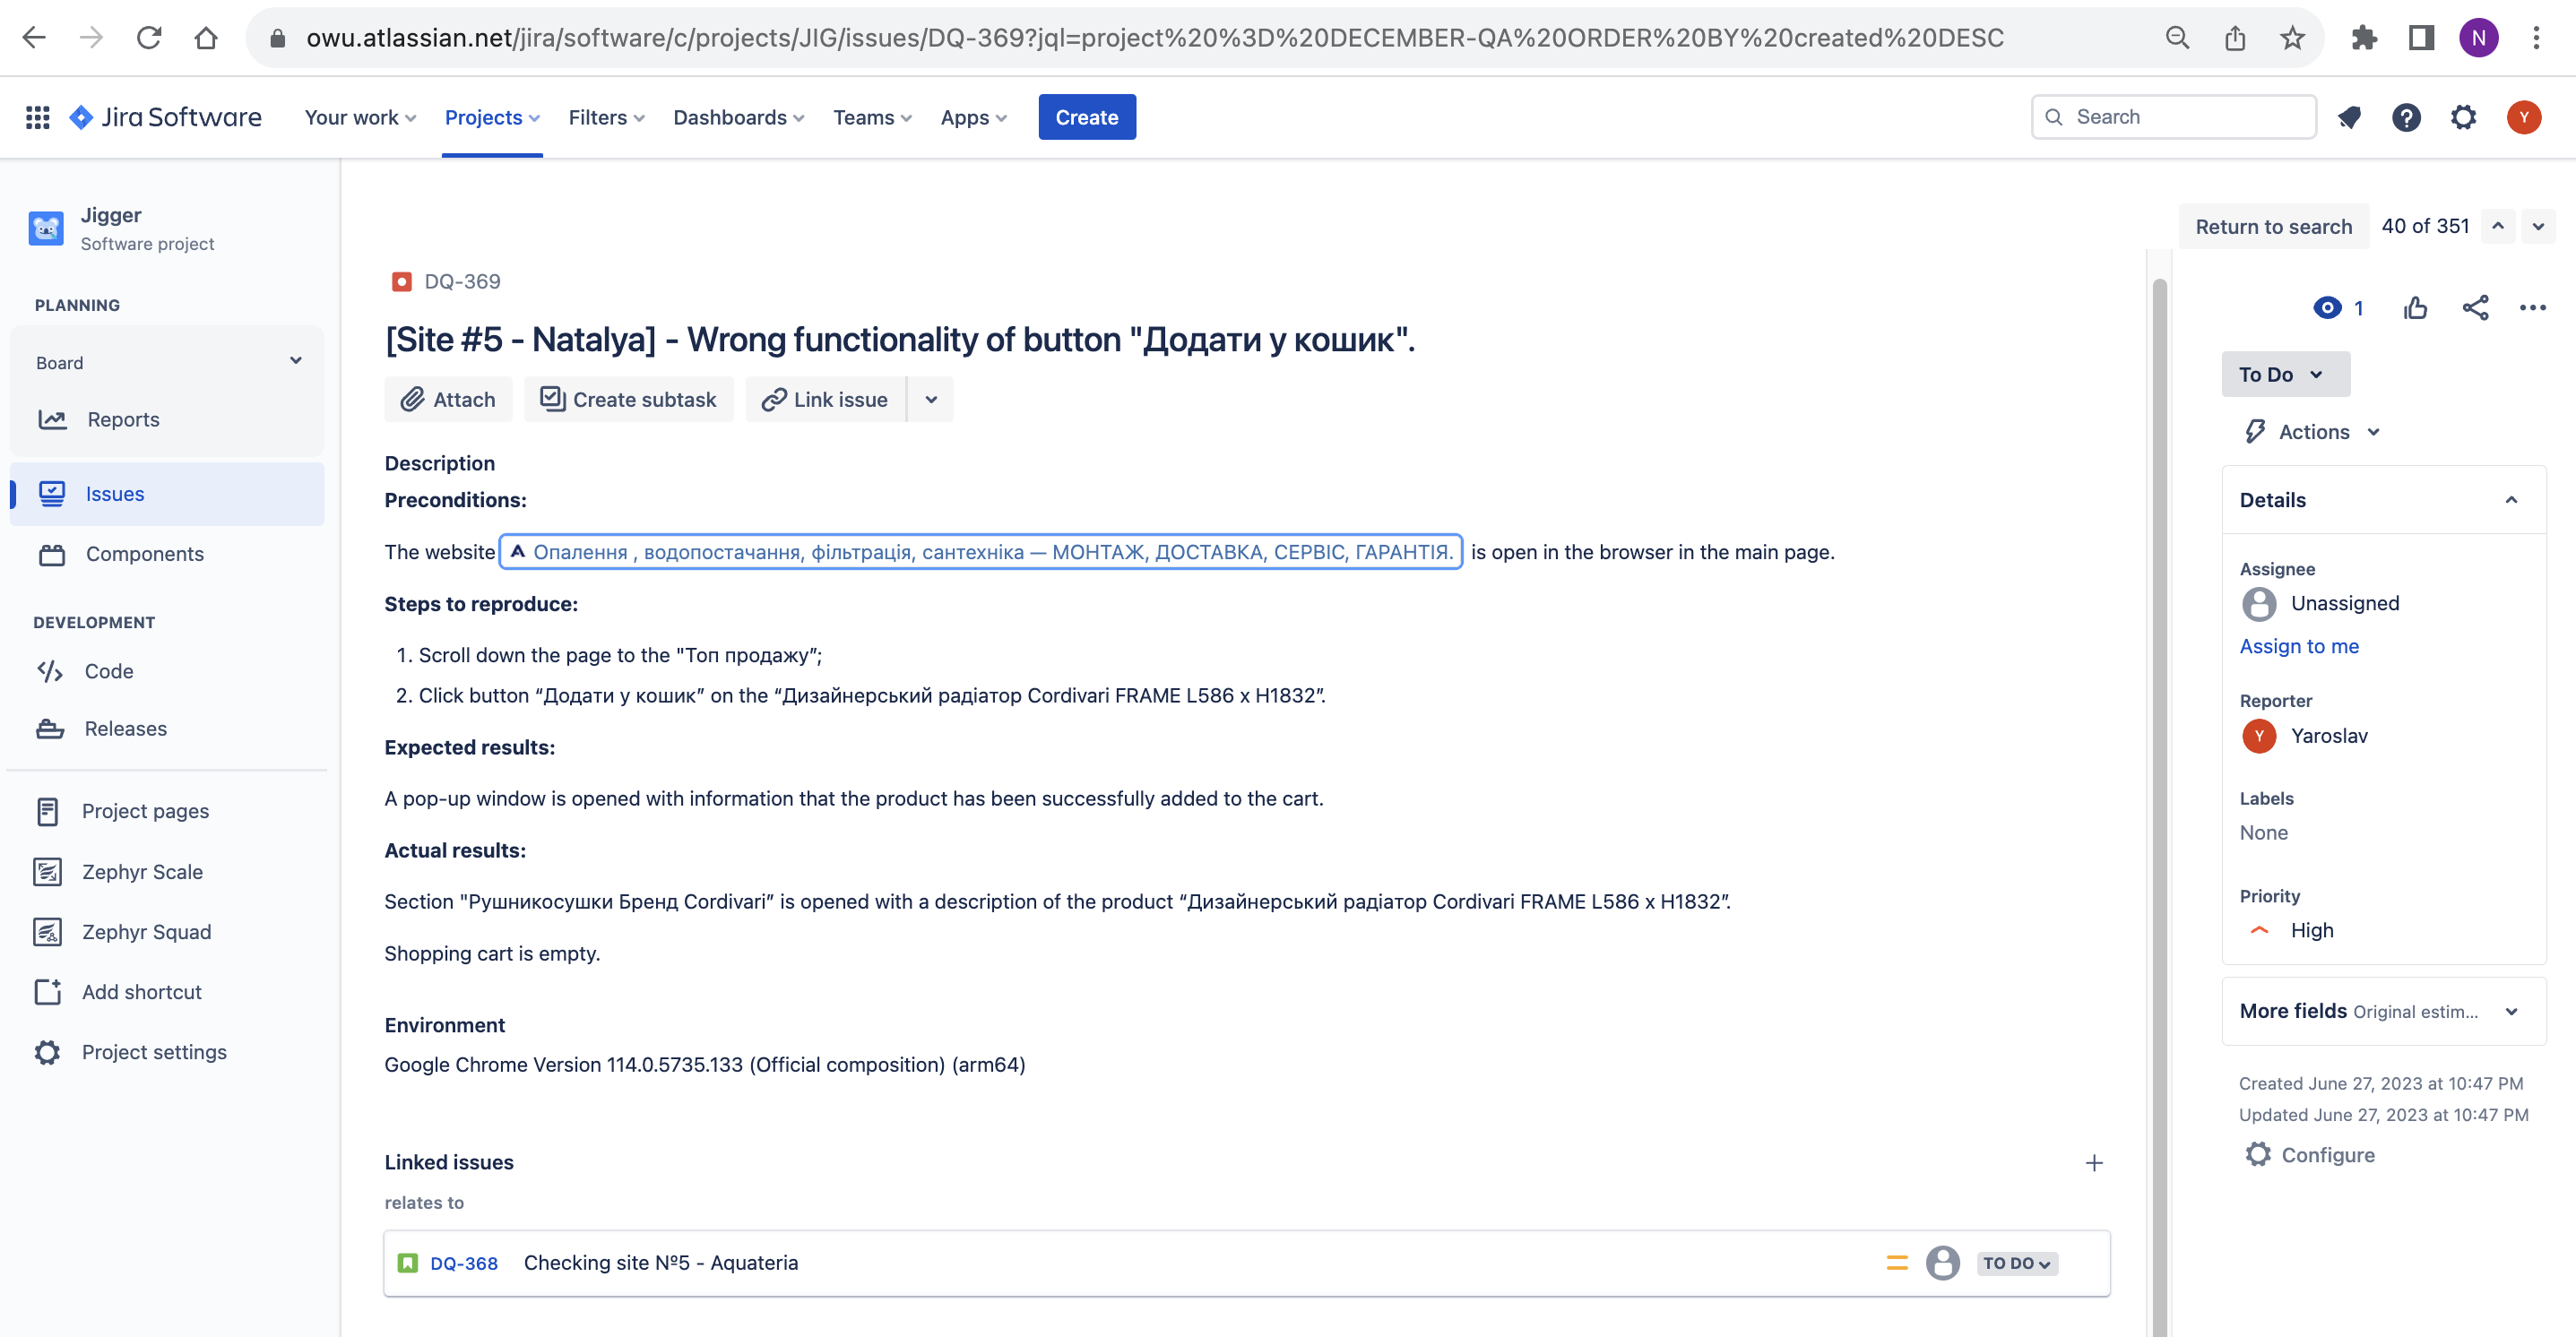 owu.atlassian.net/jira/software/c/projects/JIG/issues/DQ-369?jql=project%20%3D%20DECEMBER-QA%20ORDER%20BY%20created%20DESC
N
Jira Software
Your work
Projects
Filters
Dashboards
Teams
Apps
Create
Search
Y
Jigger
Software project
PLANNING
Board
Reports
Issues
Components
DEVELOPMENT
Code
Releases
Project pages
Zephyr Scale
Zephyr Squad
Add shortcut
Project settings
Return to search
40 of 351
DQ-369
[Site #5 - Natalya] - Wrong functionality of button "Додати у кошик".
Attach
Create subtask
Link issue
Description
Preconditions:
The website Опалення , водопостачання, фільтрація, сантехніка — МОНТАЖ, ДОСТАВКА, СЕРВІС, ГАРАНТІЯ. is open in the browser in the main page.
Steps to reproduce:
1. Scroll down the page to the "Топ продажу”;
2. Click button “Додати у кошик” on the “Дизайнерський радіатор Cordivari FRAME L586 x H1832”.
Expected results:
A pop-up window is opened with information that the product has been successfully added to the cart.
Actual results:
Section "Рушникосушки Бренд Cordivari” is opened with a description of the product “Дизайнерський радіатор Cordivari FRAME L586 x H1832”.
Shopping cart is empty.
Environment
Google Chrome Version 114.0.5735.133 (Official composition) (arm64)
Linked issues
relates to
DQ-368 Checking site №5 - Aquateria
TO DO
1
To Do
Actions
Details
Assignee
Unassigned
Assign to me
Reporter
Y
Yaroslav
Labels
None
Priority
High
More fields Original estim...
Created June 27, 2023 at 10:47 PM
Updated June 27, 2023 at 10:47 PM
Configure